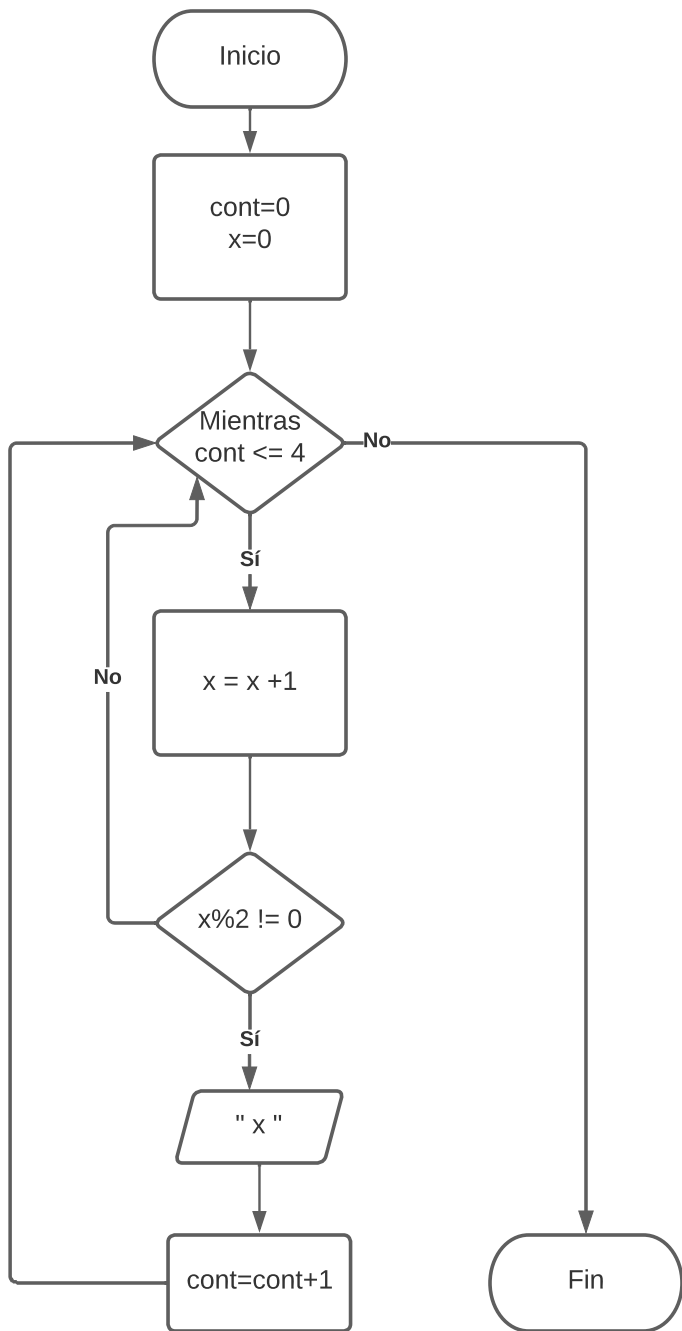 Inicio
cont=0
x=0
Mientras
cont <= 4
No
Sí
x = x +1
No
x%2 != 0
Sí
" x "
cont=cont+1
Fin